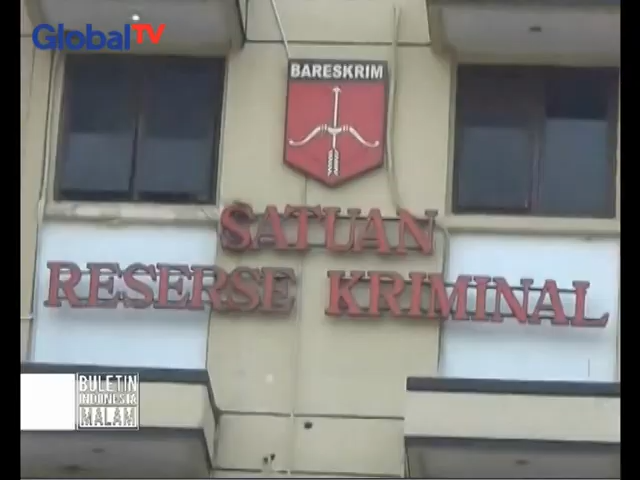 GlobalTV
BARESKRIM
SATUAN
RESERSE KRIMINAL
BULETIN
INDONESIA
MALAM